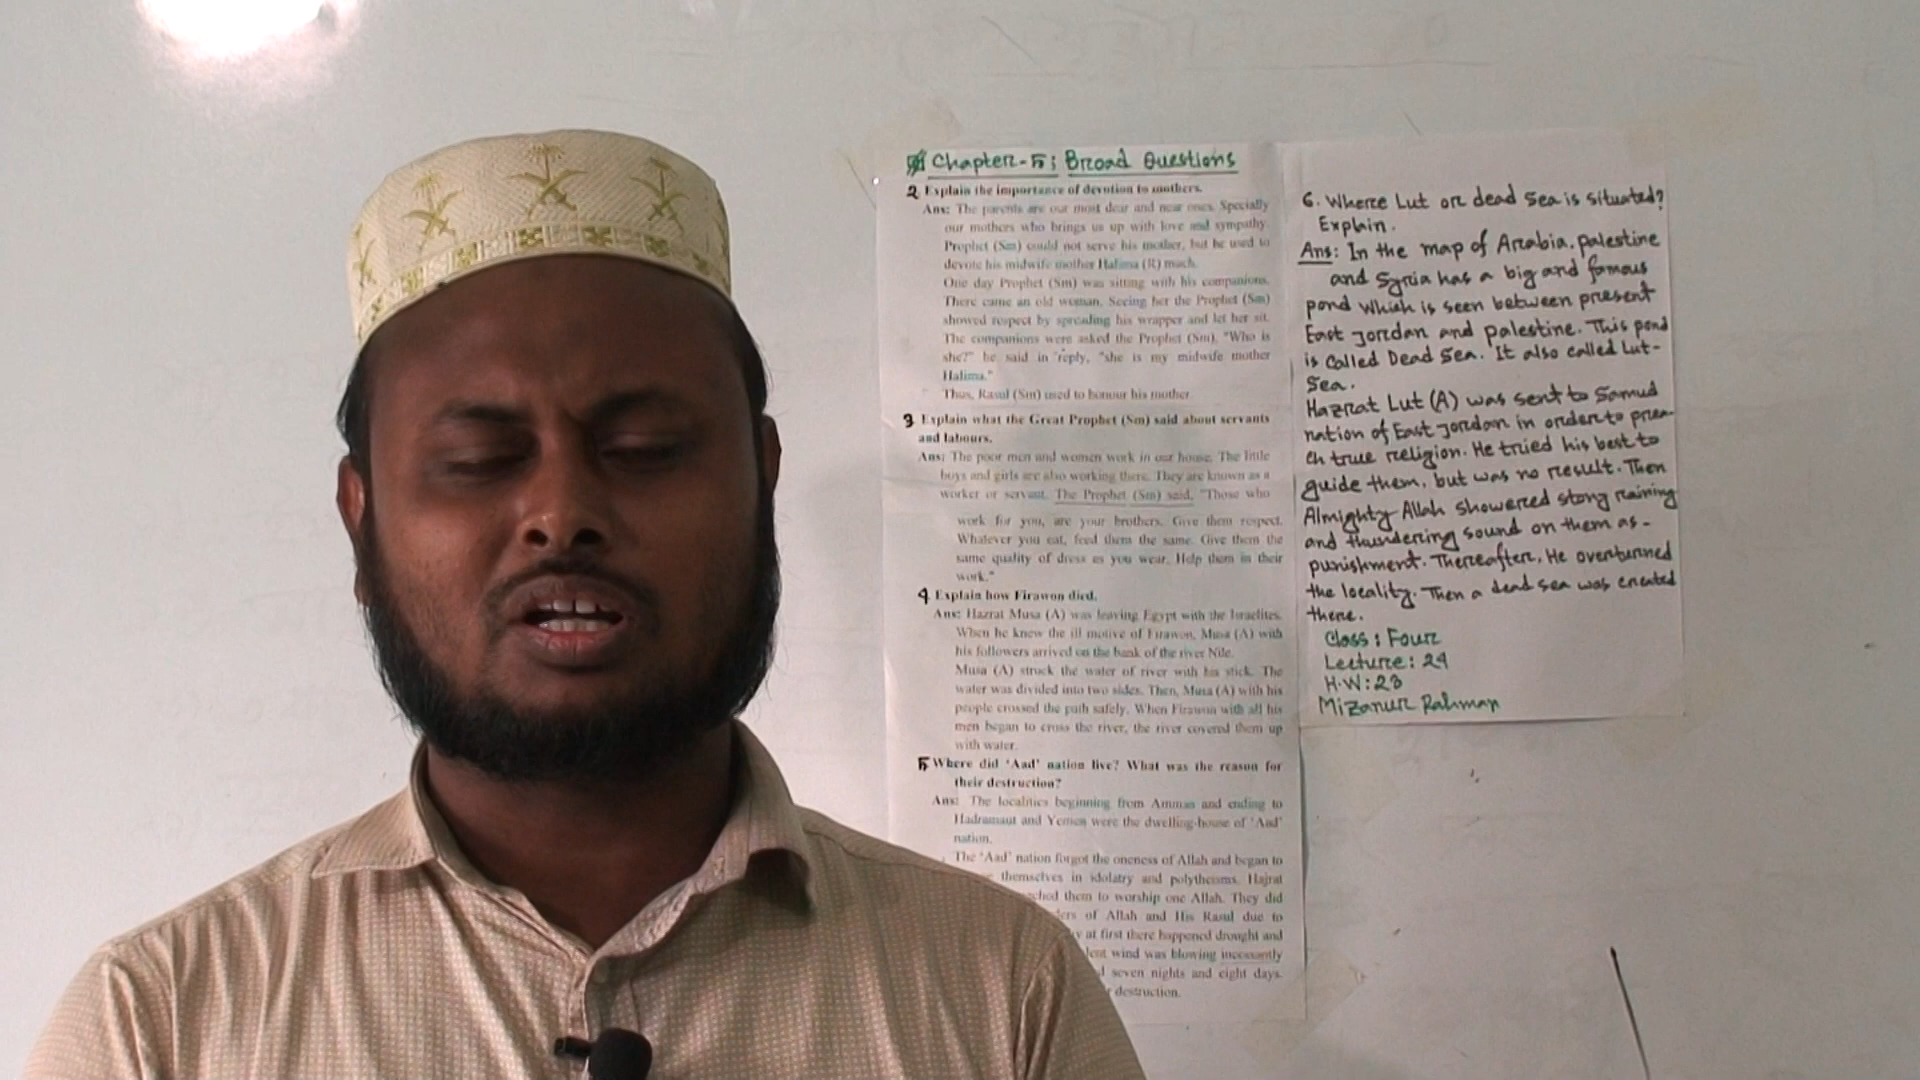 Chapter-5: Broad Questions
2 Explain the importance of devotion to mothers.
Ans: The parents are our most dear and near ones. Specially
our mothers who brings us up with love and sympathy.
Prophet (Sm) could not serve his mother, but he used to
devote his midwife mother Halima (R) much.
One day Prophet (Sm) was sitting with his companions.
There came an old woman. Seeing her the Prophet (Sm)
showed respect by spreading his wrapper and let her sit.
The companions were asked the Prophet (Sm), "Who is
she?" he said in reply, "she is my midwife mother
Halima."
Thus, Rasul (Sm) used to honour his mother.
3 Explain what the Great Prophet (Sm) said about servants
and labours.
Ans: The poor men and women work in our house. The little
boys and girls are also working there. They are known as a
worker or servant. The Prophet (Sm) said, "Those who
work for you, are your brothers. Give them respect.
Whatever you eat, feed them the same. Give them the
same quality of dress as you wear. Help them in their
work."
4 Explain how Firawon died.
Ans: Hazrat Musa (A) was leaving Egypt with the Israelites.
When he knew the ill motive of Firawon, Musa (A) with
his followers arrived on the bank of the river Nile.
Musa (A) struck the water of river with his stick. The
water was divided into two sides. Then, Musa (A) with his
people crossed the path safely. When Firawon with all his
men began to cross the river, the river covered them up
with water.
5 Where did 'Aad' nation live? What was the reason for
their destruction?
Ans: The localities beginning from Amman and ending to
Hadramaut and Yemen were the dwelling-house of 'Aad'
nation.
The 'Aad' nation forgot the oneness of Allah and began to
themselves in idolatry and polytheisms. Hajrat
them to worship one Allah. They did
of Allah and His Rasul due to
at first there happened drought and
wind was blowing incessantly
seven nights and eight days.
destruction.
6. Where Lut or dead Sea is situated?
Explain.
Ans: In the map of Arabia, palestine
and Syria has a big and famous
pond which is seen between present
East jordan and palestine. This pond
is called Dead Sea. It also called Lut-
Sea.
Hazrat Lut (A) was sent to Samud
nation of East jordan in order to prea-
ch true religion. He tried his best to
guide them, but was no result. Then
Almighty Allah showered stong raining
and thundering sound on them as-
punishment. Thereafter, He overturned
the locality. Then a dead sea was created
there.
Class: Four
Lecture: 24
H.W: 23
Mizanur Rahman